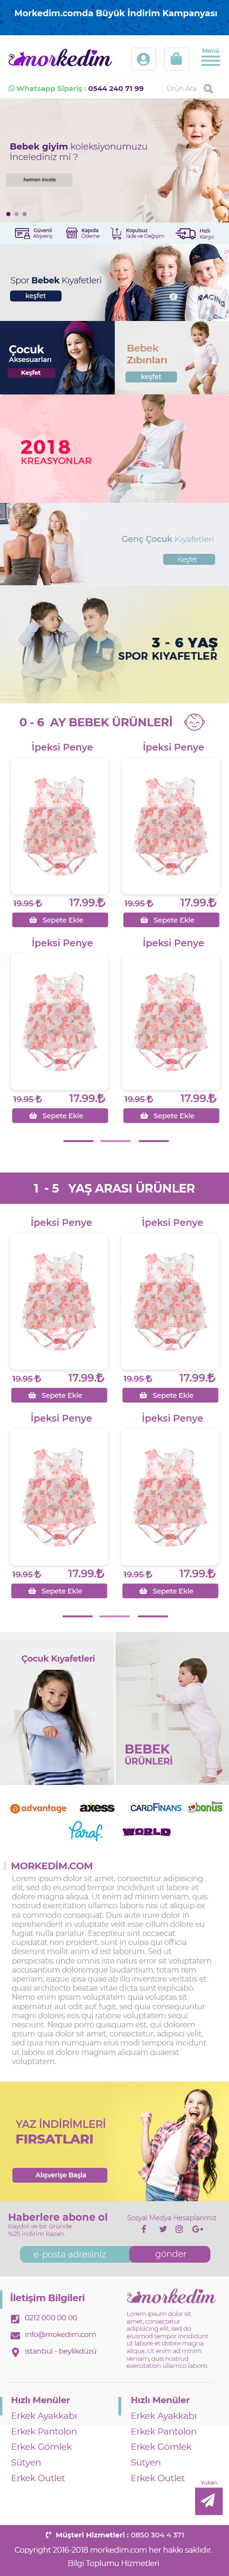 Morkedim.comda Büyük İndirim Kampanyası
morkedim
Menü
Whatsapp Sipariş : 0544 240 71 99
Ürün Ara
Bebek giyim koleksiyonumuzu
İncelediniz mi ?
hemen incele
Güvenli
Alışveriş
Kapıda
Ödeme
Koşulsuz
İade ve Değişim
Hızlı
Kargo
Spor Bebek Kıyafetleri
keşfet
RACING
Çocuk
Aksesuarları
Keşfet
Bebek
Zıbınları
keşfet
2018
KREASYONLAR
Genç Çocuk Kıyafetleri
Keşfet
3 - 6 YAŞ
SPOR KIYAFETLER
0 - 6 AY BEBEK ÜRÜNLERİ
İpeksi Penye
İpeksi Penye
19.95 ₺ 17.99 ₺
19.95 ₺ 17.99 ₺
Sepete Ekle
Sepete Ekle
İpeksi Penye
İpeksi Penye
19.95 ₺ 17.99 ₺
19.95 ₺ 17.99 ₺
Sepete Ekle
Sepete Ekle
1 - 5 YAŞ ARASI ÜRÜNLER
İpeksi Penye
İpeksi Penye
19.95 ₺ 17.99 ₺
19.95 ₺ 17.99 ₺
Sepete Ekle
Sepete Ekle
İpeksi Penye
İpeksi Penye
19.95 ₺ 17.99 ₺
19.95 ₺ 17.99 ₺
Sepete Ekle
Sepete Ekle
Çocuk Kıyafetleri
BEBEK
ÜRÜNLERİ
advantage
axess
CARDFINANS
bonus
Paraf
WORLD
MORKEDİM.COM
Lorem ipsum dolor sit amet, consectetur adipisicing
elit, sed do eiusmod tempor incididunt ut labore et
dolore magna aliqua. Ut enim ad minim veniam, quis
nostrud exercitation ullamco laboris nisi ut aliquip ex
ea commodo consequat. Duis aute irure dolor in
reprehenderit in voluptate velit esse cillum dolore eu
fugiat nulla pariatur. Excepteur sint occaecat
cupidatat non proident, sunt in culpa qui officia
deserunt mollit anim id est laborum. Sed ut
perspiciatis unde omnis iste natus error sit voluptatem
accusantium doloremque laudantium, totam rem
aperiam, eaque ipsa quae ab illo inventore veritatis et
quasi architecto beatae vitae dicta sunt explicabo.
Nemo enim ipsam voluptatem quia voluptas sit
aspernatur aut odit aut fugit, sed quia consequuntur
magni dolores eos qui ratione voluptatem sequi
nesciunt. Neque porro quisquam est, qui dolorem
ipsum quia dolor sit amet, consectetur, adipisci velit,
sed quia non numquam eius modi tempora incidunt
ut labore et dolore magnam aliquam quaerat
voluptatem.
YAZ İNDİRİMLERİ
FIRSATLARI
Alışverişe Başla
Haberlere abone ol
Kaydol ve bir üründe
%25 indirim kazan.
Sosyal Medya Hesaplarımız
e-posta adresiniz
gönder
İletişim Bilgileri
0212 000 00 00
info@morkedim.com
istanbul - beylikdüzü
morkedim
Lorem ipsum dolor sit
amet, consectetur
adipisicing elit, sed do
eiusmod tempor incididunt
ut labore et dolore magna
aliqua. Ut enim ad minim
veniam, quis nostrud
exercitation ullamco laboris.
Hızlı Menüler
Erkek Ayakkabı
Erkek Pantolon
Erkek Gömlek
Sütyen
Erkek Outlet
Hızlı Menüler
Erkek Ayakkabı
Erkek Pantolon
Erkek Gömlek
Sütyen
Erkek Outlet
Yukarı
Müşteri Hizmetleri : 0850 304 4 371
Copyright 2016-2018 morkedim.com her hakkı saklıdır.
Bilgi Toplumu Hizmetleri